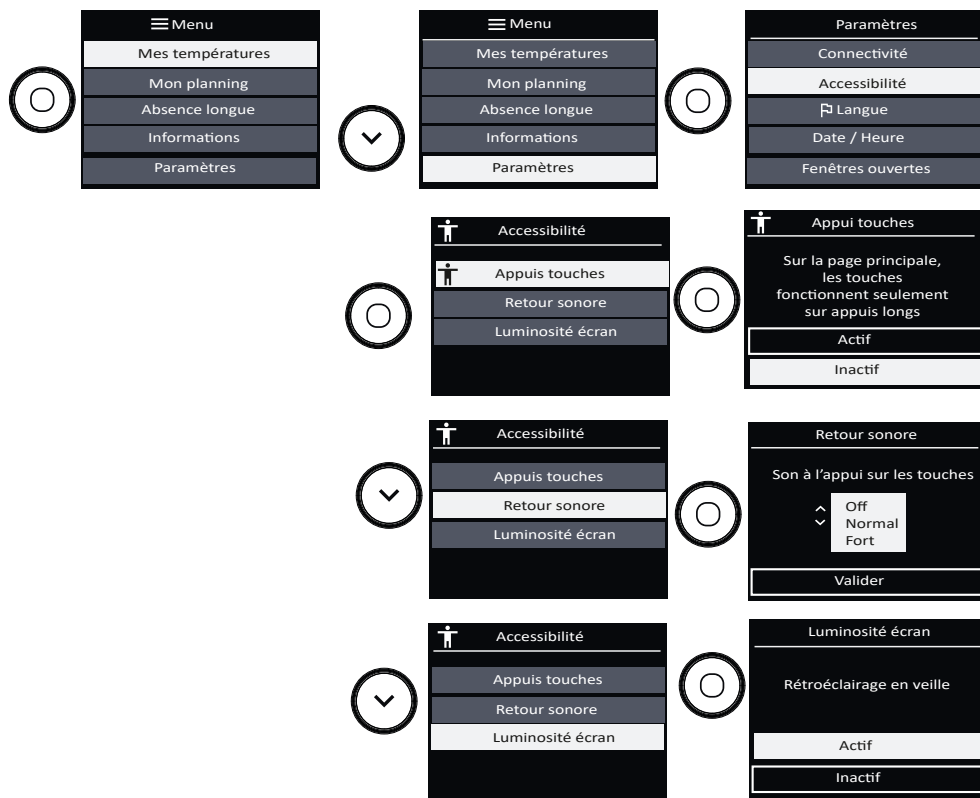 Menu
Mes températures
Mon planning
Absence longue
Informations
Paramètres
Menu
Mes températures
Mon planning
Absence longue
Informations
Paramètres
Paramètres
Connectivité
Accessibilité
Langue
Date / Heure
Fenêtres ouvertes
Accessibilité
Appuis touches
Retour sonore
Luminosité écran
Appui touches
Sur la page principale,
les touches
fonctionnent seulement
sur appuis longs
Actif
Inactif
Accessibilité
Appuis touches
Retour sonore
Luminosité écran
Retour sonore
Son à l'appui sur les touches
Off
Normal
Fort
Valider
Accessibilité
Appuis touches
Retour sonore
Luminosité écran
Luminosité écran
Rétroéclairage en veille
Actif
Inactif